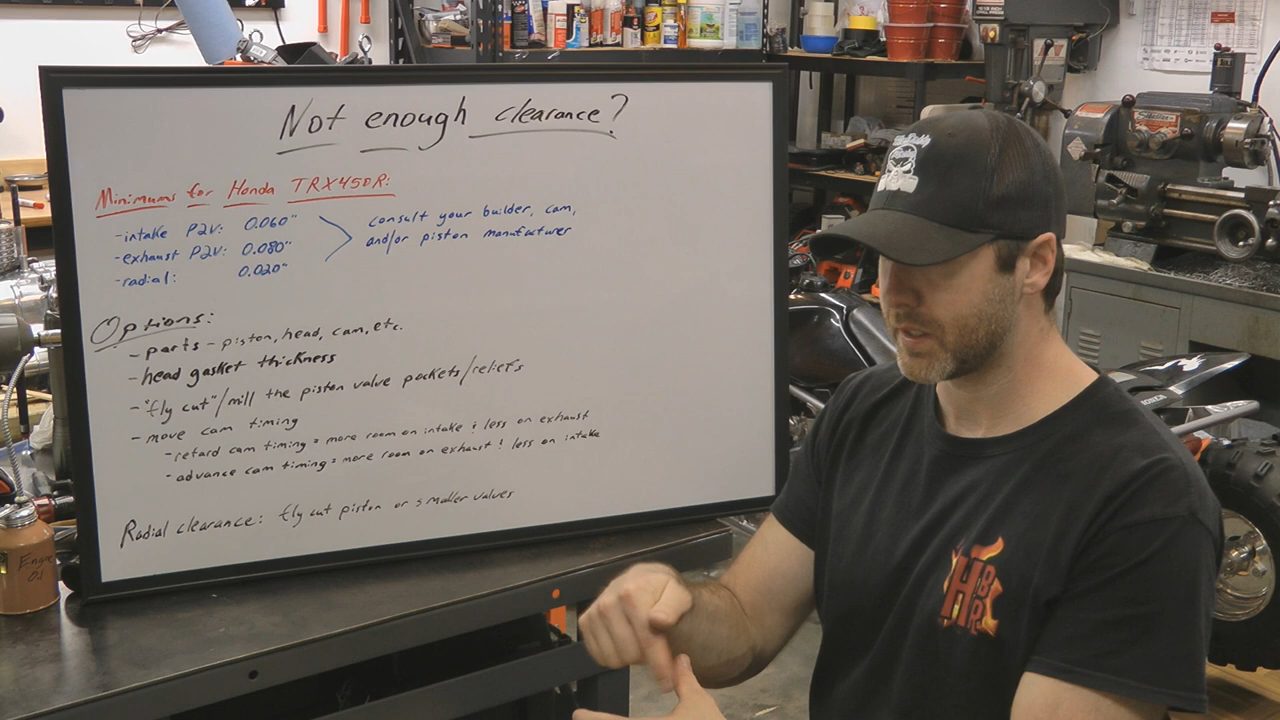 Not enough clearance?
Minimums for Honda TRX450R:
-intake P2V: 0.060"
-exhaust P2V: 0.080"
-radial: 0.020"
consult your builder, cam,
and/or piston manufacturer
Options:
- parts - piston, head, cam, etc.
- head gasket thickness
- "fly cut"/mill the piston valve pockets/reliefs
- move cam timing
- retard cam timing = more room on intake & less on exhaust
- advance cam timing = more room on exhaust & less on intake
Radial clearance: fly cut piston or smaller valves
Engine
Oil
HBR